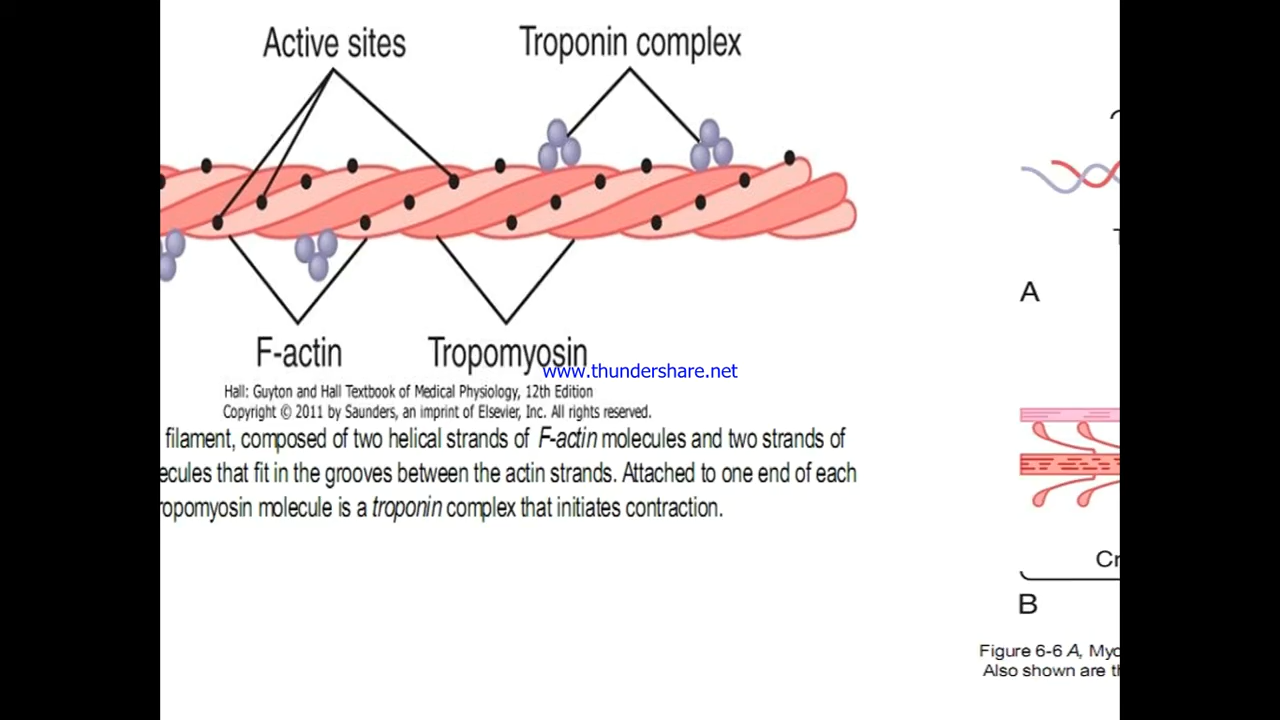 Active sites
Troponin complex
F-actin
Tropomyosin
www.thundershare.net
Hall: Guyton and Hall Textbook of Medical Physiology, 12th Edition
Copyright © 2011 by Saunders, an imprint of Elsevier, Inc. All rights reserved.
filament, composed of two helical strands of F-actin molecules and two strands of
ecules that fit in the grooves between the actin strands. Attached to one end of each
ropomyosin molecule is a troponin complex that initiates contraction.
A
B
Figure 6-6 A, Myo
Also shown are